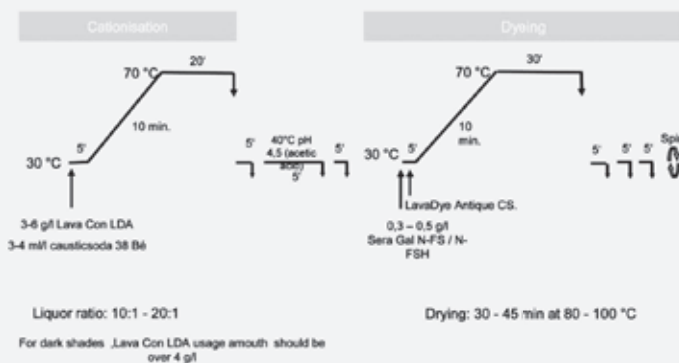 Cationisation
Dyeing
20'
70 °C
10 min.
5'
30 °C
5'
40°C pH
4,5 (acetic
acid)
5'
5'
3-6 g/l Lava Con LDA
3-4 ml/l causticsoda 38 Bé
Liquor ratio: 10:1 - 20:1
For dark shades ,Lava Con LDA usage amouth should be
over 4 g/l
30'
70 °C
10
min.
30 °C
5'
5'
5'
5'
LavaDye Antique CS.
0,3 – 0,5 g/l
Sera Gal N-FS / N-
FSH
Drying: 30 - 45 min at 80 - 100 °C